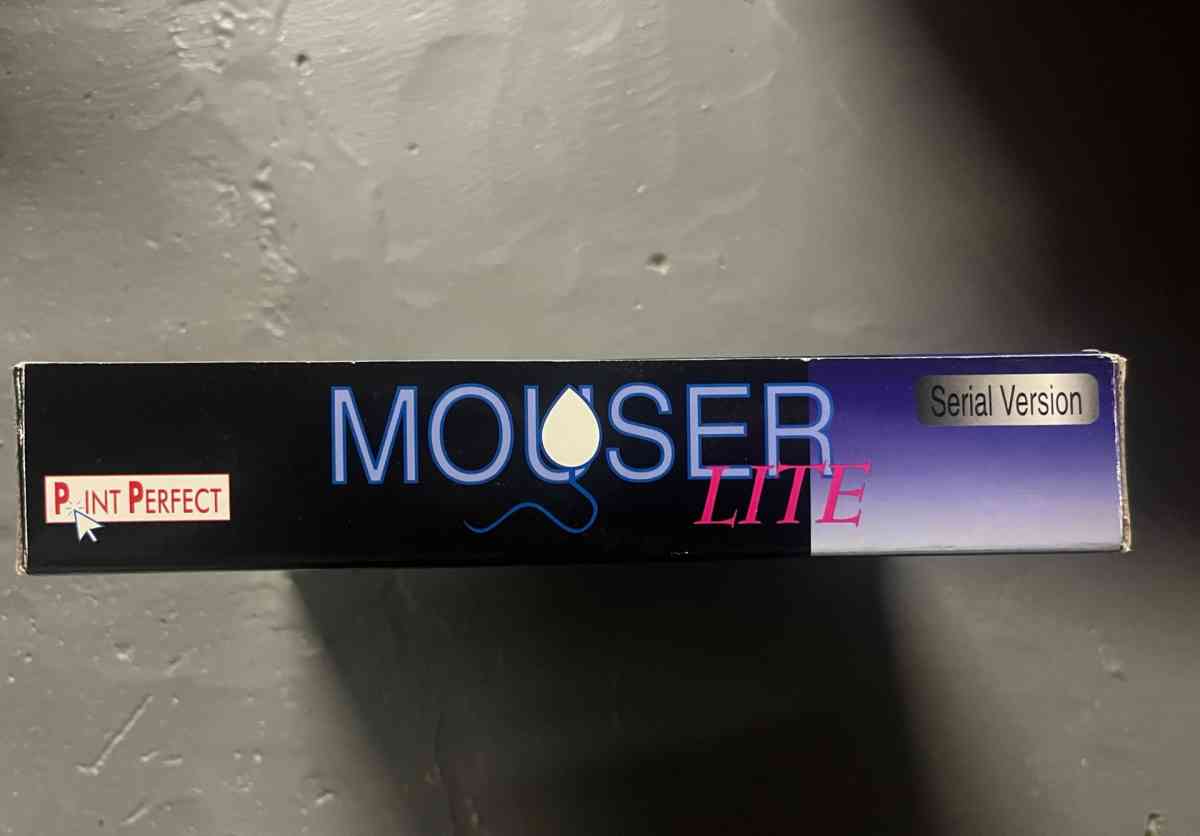 MOUSER
LITE
Serial Version
POINT PERFECT